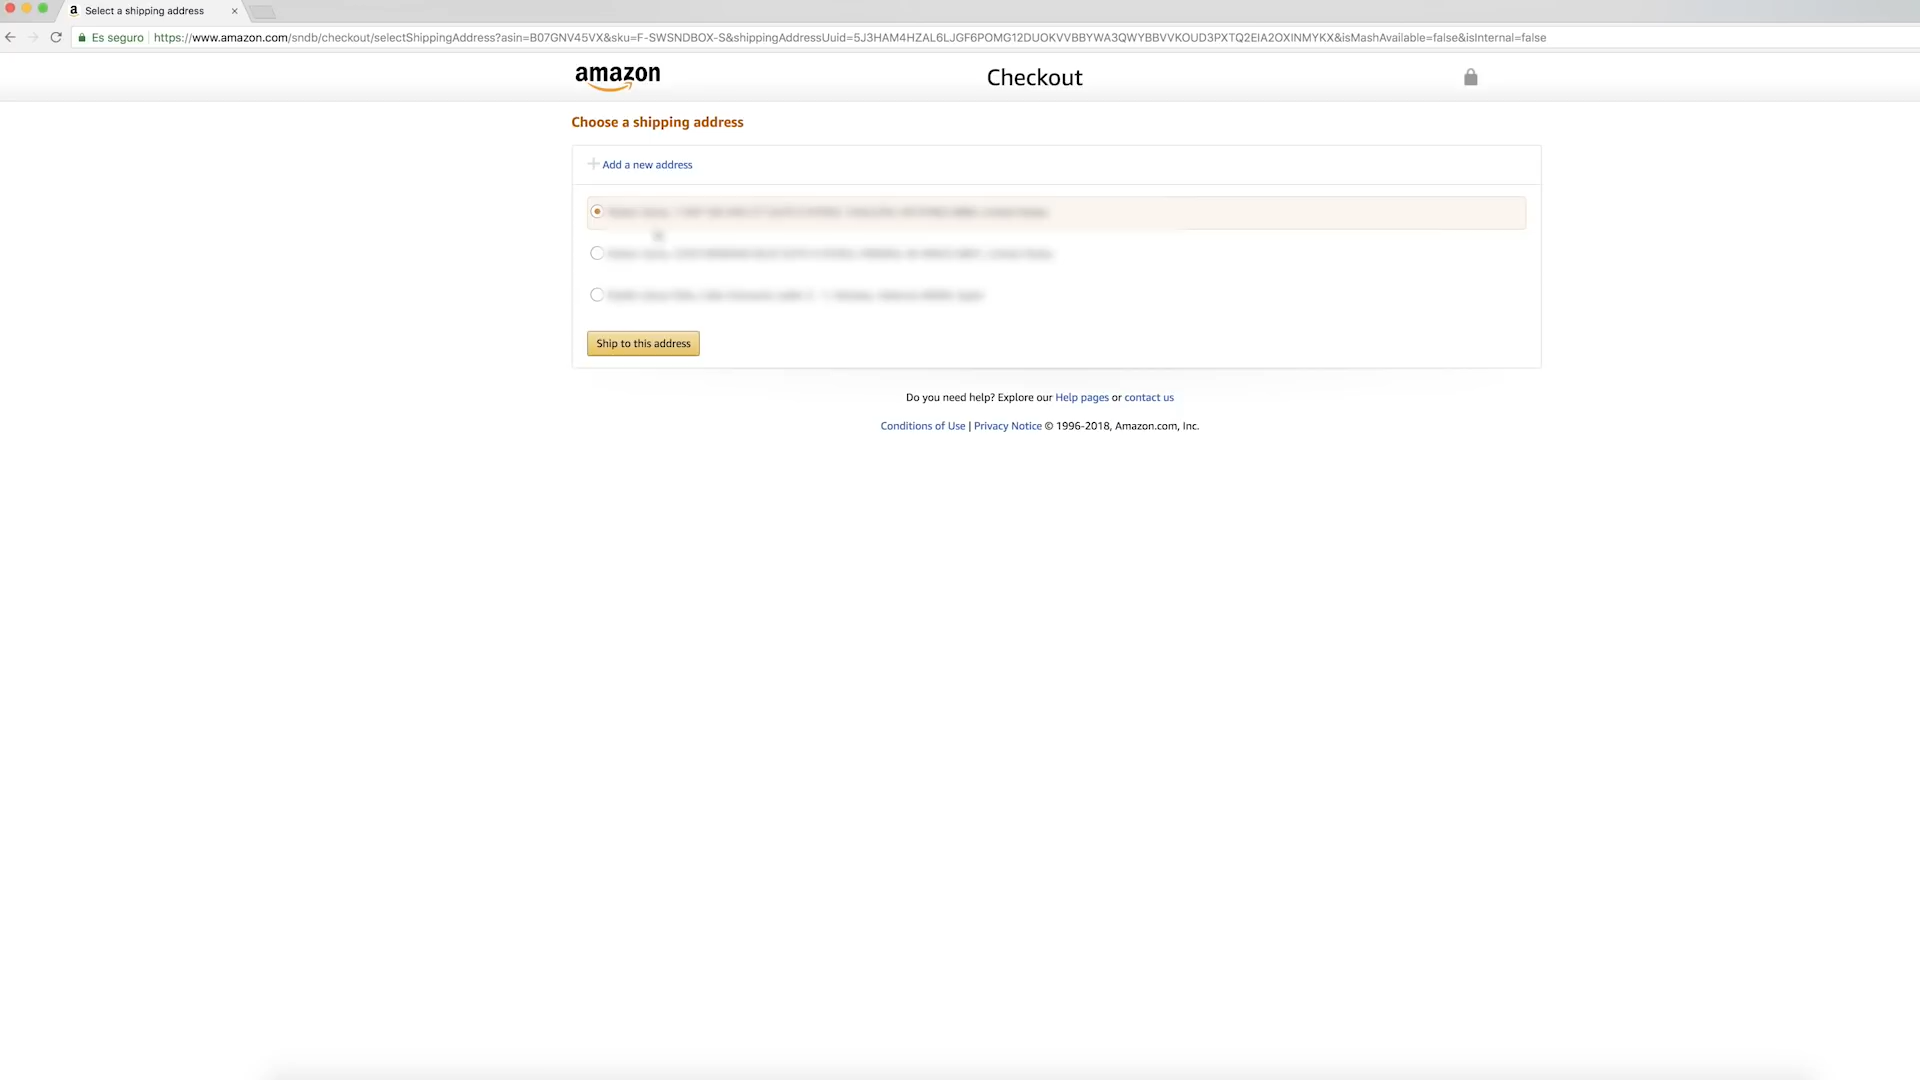 Select a shipping address
Es seguro https://www.amazon.com/sndb/checkout/selectShippingAddress?asin=B07GNV45VX&sku=F-SWSNDBOX-S&shippingAddressUuid=5J3HAM4HZAL6LJGF6POMG12DUOKVVBBYWA3QWYBBVVKOUD3PXTQ2EIA2OXINMYKX&isMashAvailable=false&isInternal=false
amazon Checkout
Choose a shipping address
Add a new address
Ship to this address
Do you need help? Explore our Help pages or contact us
Conditions of Use | Privacy Notice © 1996-2018, Amazon.com, Inc.